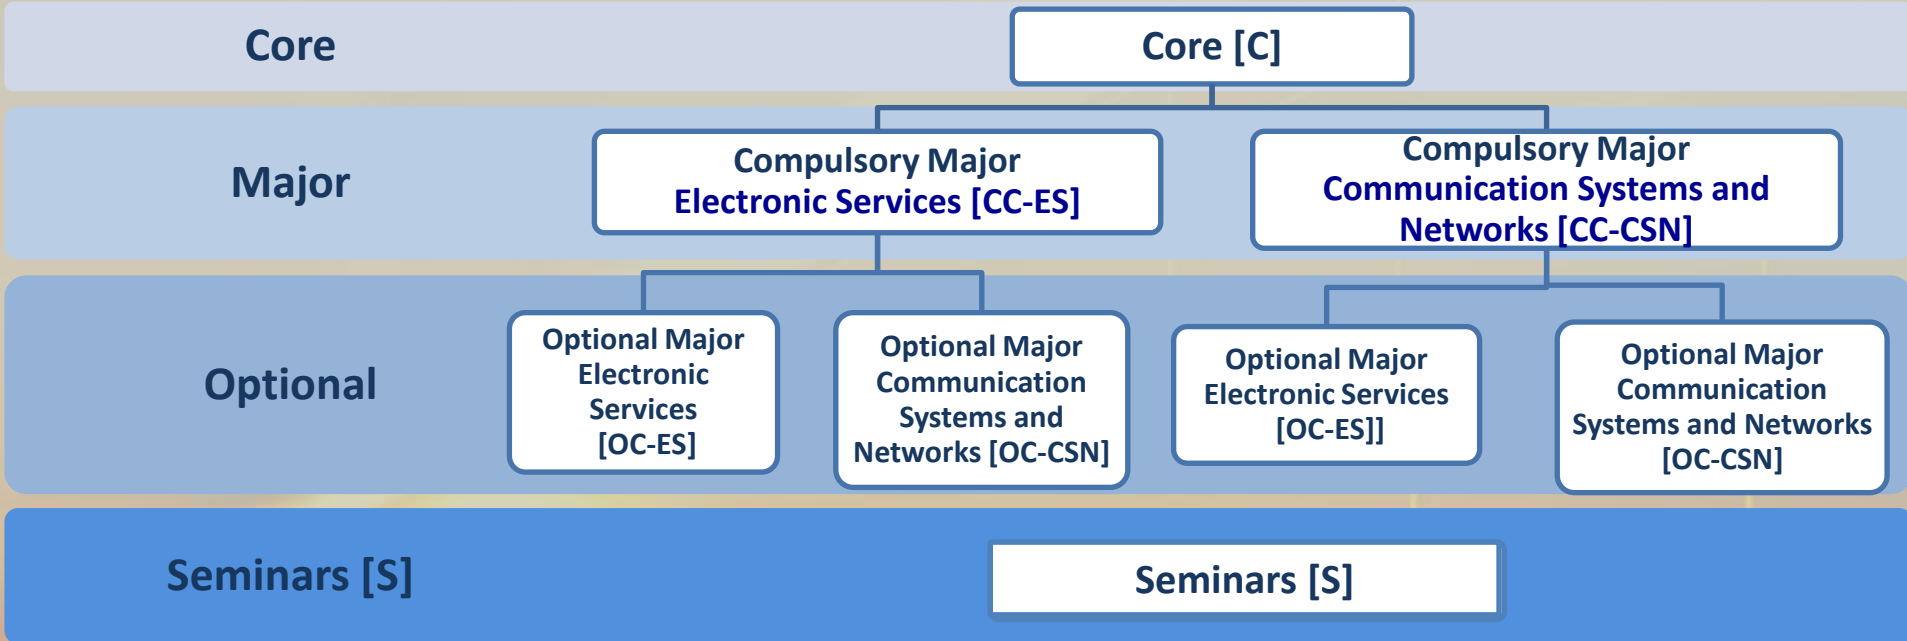 Core
Core [C]
Major
Compulsory Major
Electronic Services [CC-ES]
Compulsory Major
Communication Systems and
Networks [CC-CSN]
Optional
Optional Major
Electronic
Services
[OC-ES]
Optional Major
Communication
Systems and
Networks [OC-CSN]
Optional Major
Electronic Services
[OC-ES]]
Optional Major
Communication
Systems and Networks
[OC-CSN]
Seminars [S]
Seminars [S]